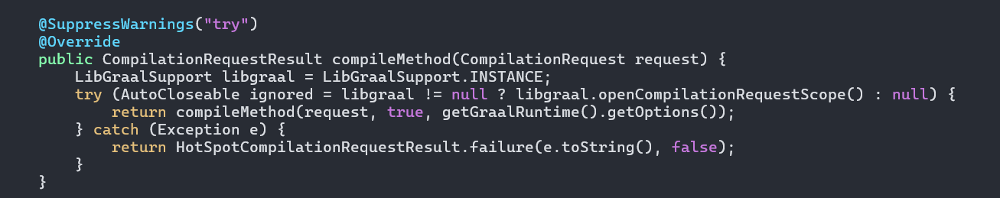 @SuppressWarnings("try")
@Override
public CompilationRequestResult compileMethod(CompilationRequest request) {
    LibGraalSupport libgraal = LibGraalSupport.INSTANCE;
    try (AutoCloseable ignored = libgraal != null ? libgraal.openCompilationRequestScope() : null) {
        return compileMethod(request, true, getGraalRuntime().getOptions());
    } catch (Exception e) {
        return HotSpotCompilationRequestResult.failure(e.toString(), false);
    }
}